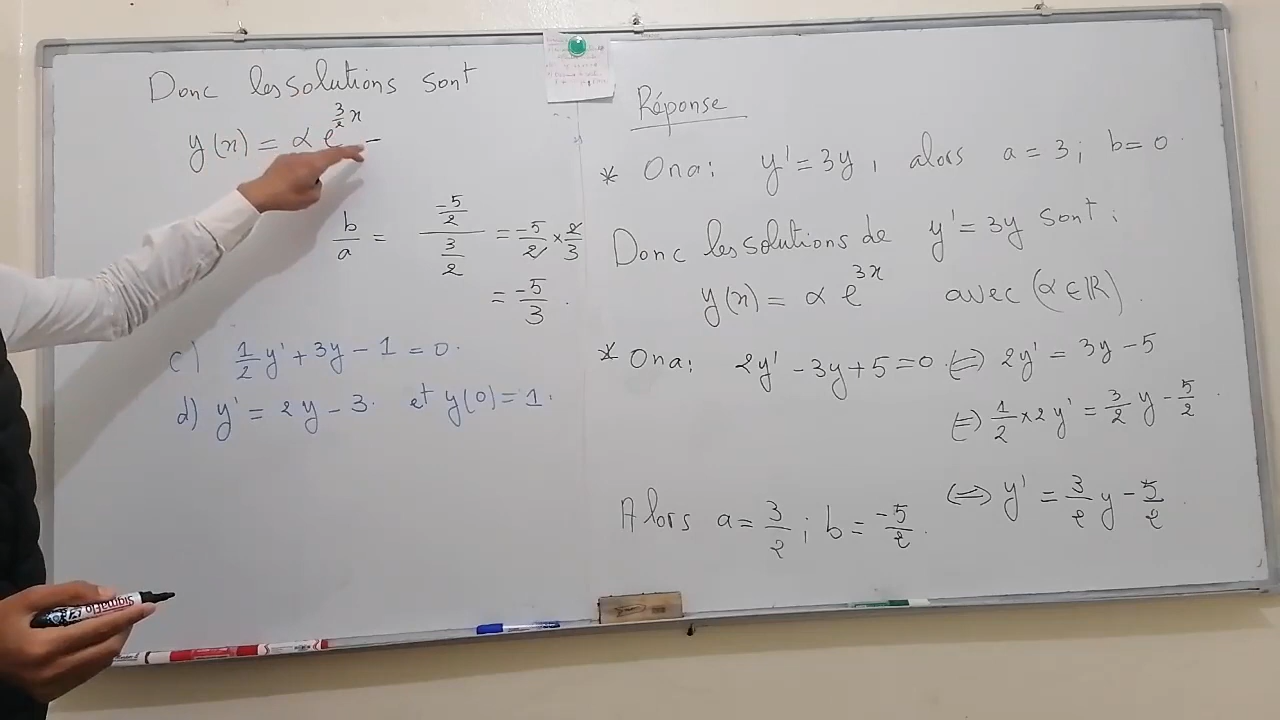 Donc les solutions sont
y(x) = α e^{3/2 x} -
b/a = (-5/2)/(3/2) = -5/2 × 2/3
= -5/3 .
c) 1/2 y' + 3y - 1 = 0.
d) y' = 2y - 3. et y(0) = 1.
Réponse
* On a : y' = 3y, alors a = 3 ; b = 0
Donc les solutions de y' = 3y sont :
y(x) = α e^{3x} avec (α ∈ ℝ).
* On a : 2y' - 3y + 5 = 0. (=) 2y' = 3y - 5
(=) 1/2 × 2y' = 3/2 y - 5/2 .
(⇔) y' = 3/2 y - 5/2 .
Alors a = 3/2 ; b = -5/2 .